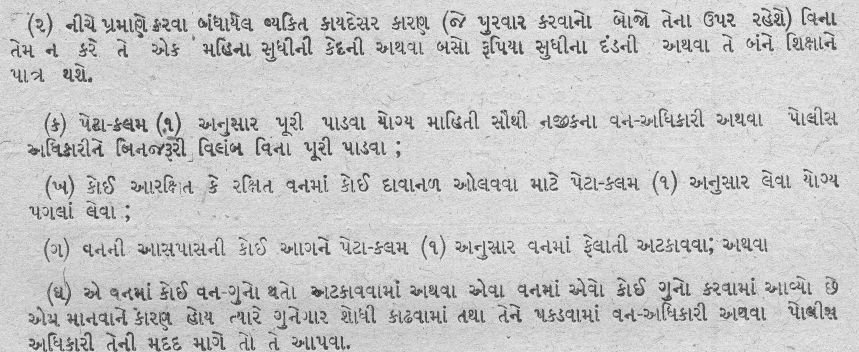 (૨) નીચે પ્રમાણે કરવા બંધાયેલ વ્યકિત કાયદેસર કારણ (જે પુરવાર કરવાનો બોજો તેના ઉપર રહેશે) વિના
તેમ ન કરે તે એક મહિના સુધીની કેદની અથવા બસો રૂપિયા સુધીના દંડની અથવા તે બંને શિક્ષાને
પાત્ર થશે.
(ક) પેટા-કલમ (૧) અનુસાર પૂરી પાડવા યોગ્ય માહિતી સૌથી નજીકના વન-અધિકારી અથવા પોલીસ
અધિકારીને બિનજરૂરી વિલંબ વિના પૂરી પાડવા ;
(ખ) કોઈ આરક્ષિત કે રક્ષિત વનમાં કોઈ દાવાનળ ઓલવવા માટે પેટા-કલમ (૧) અનુસાર લેવા યોગ્ય
પગલાં લેવા ;
(ગ) વનની આસપાસની કોઈ આગને પેટા-કલમ (૧) અનુસાર વનમાં ફેલાતી અટકાવવા; અથવા
(ઘ) એ વનમાં કોઈ વન-ગુનો થતો અટકાવવામાં અથવા એવા વનમાં એવો કોઈ ગુનો કરવામાં આવ્યો છે
એમ માનવાને કારણ હોય ત્યારે ગુનેગાર શોધી કાઢવામાં તથા તેને પકડવામાં વન-અધિકારી અથવા પોલીસ
અધિકારી તેની મદદ માગે તો તે આપવા.